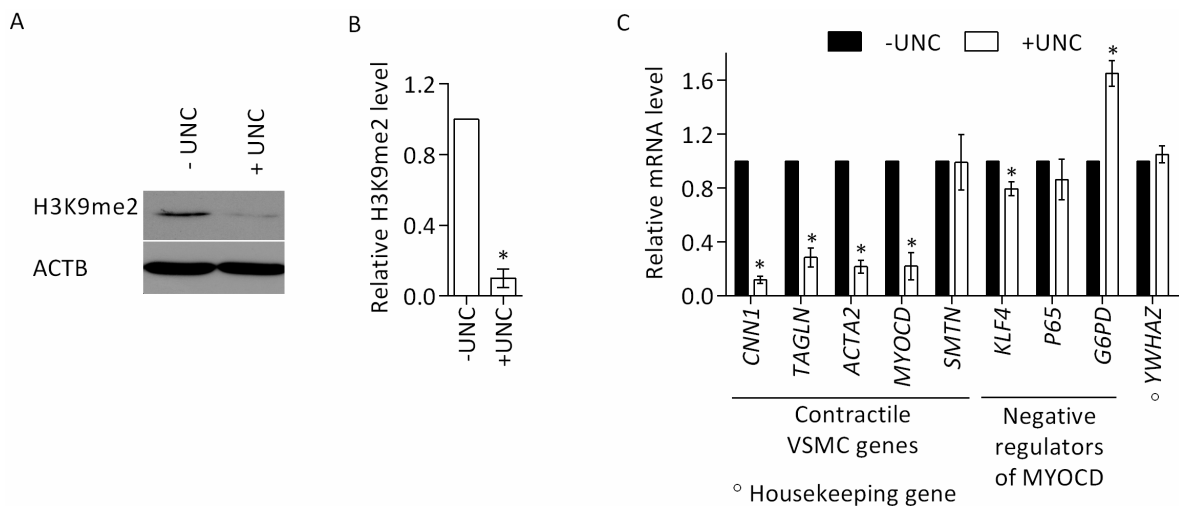 A
- UNC
+ UNC
H3K9me2
ACTB
B
Relative H3K9me2 level
1.2
0.8
0.4
0.0
*
-UNC
+UNC
C
-UNC
+UNC
Relative mRNA level
1.6
1.2
0.8
0.4
0.0
*
*
*
*
*
*
CNN1
TAGLN
ACTA2
MYOCD
SMTN
KLF4
P65
G6PD
° YWHAZ
Contractile
VSMC genes
Negative
regulators
of MYOCD
° Housekeeping gene